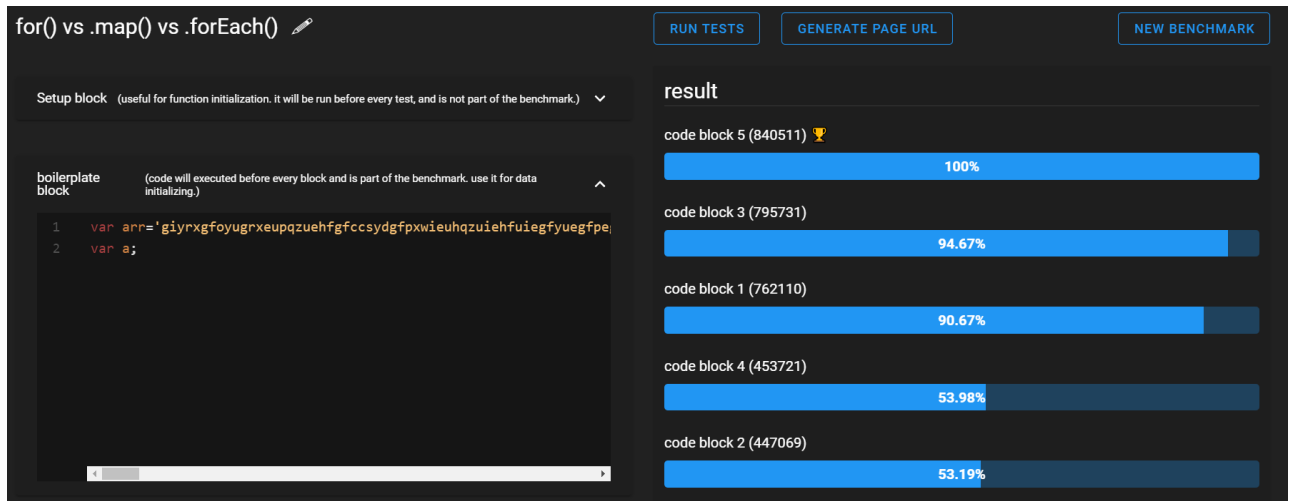 for() vs .map() vs .forEach()
RUN TESTS
GENERATE PAGE URL
NEW BENCHMARK
Setup block (useful for function initialization. it will be run before every test, and is not part of the benchmark.)
boilerplate block
(code will executed before every block and is part of the benchmark. use it for data
initializing.)
1 var arr='giyrxgfoyugrxeupqzuehfgfccsydgfpxwieuhqzuiehfuiegfyuegfpeg
2 var a;
result
code block 5 (840511)
100%
code block 3 (795731)
94.67%
code block 1 (762110)
90.67%
code block 4 (453721)
53.98%
code block 2 (447069)
53.19%